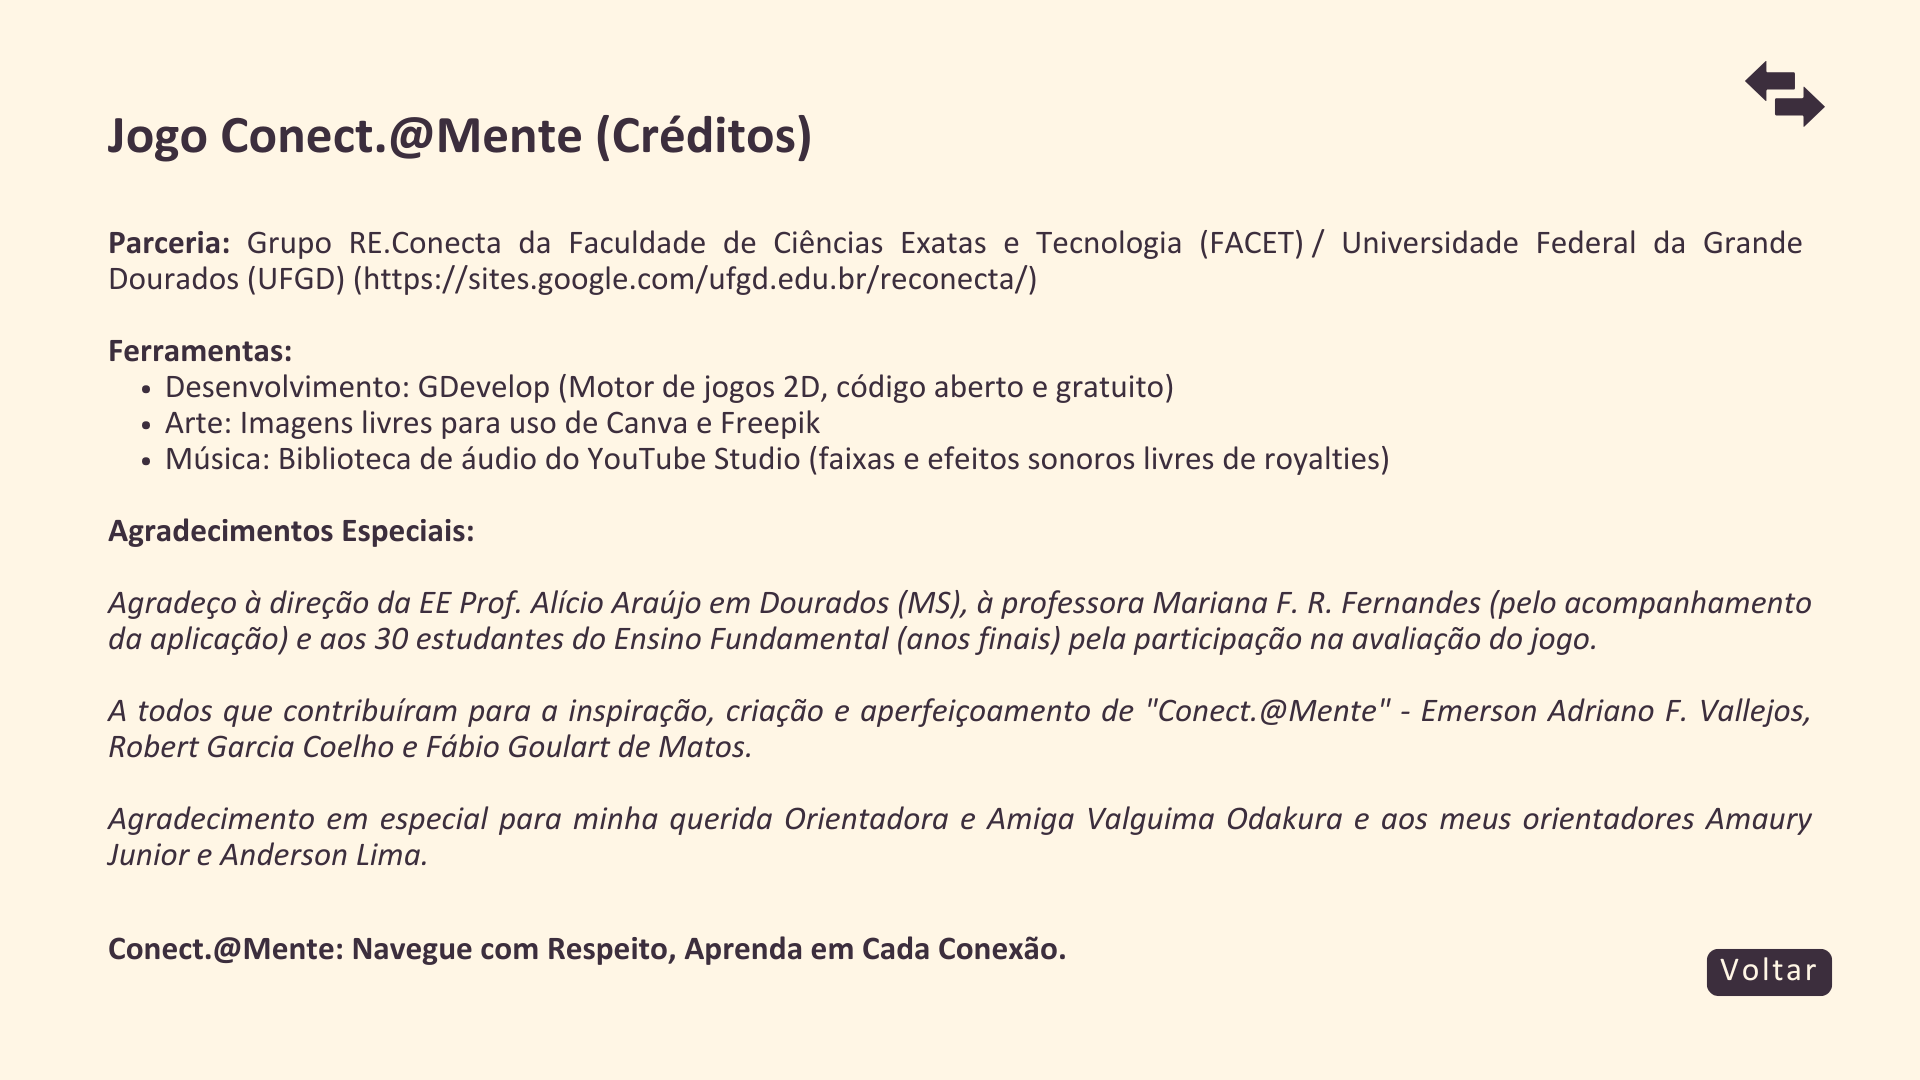 Jogo Conect.@Mente (Créditos)
Parceria: Grupo RE.Conecta da Faculdade de Ciências Exatas e Tecnologia (FACET) / Universidade Federal da Grande
Dourados (UFGD) (https://sites.google.com/ufgd.edu.br/reconecta/)
Ferramentas:
• Desenvolvimento: GDevelop (Motor de jogos 2D, código aberto e gratuito)
• Arte: Imagens livres para uso de Canva e Freepik
• Música: Biblioteca de áudio do YouTube Studio (faixas e efeitos sonoros livres de royalties)
Agradecimentos Especiais:
Agradeço à direção da EE Prof. Alício Araújo em Dourados (MS), à professora Mariana F. R. Fernandes (pelo acompanhamento
da aplicação) e aos 30 estudantes do Ensino Fundamental (anos finais) pela participação na avaliação do jogo.
A todos que contribuíram para a inspiração, criação e aperfeiçoamento de "Conect.@Mente" - Emerson Adriano F. Vallejos,
Robert Garcia Coelho e Fábio Goulart de Matos.
Agradecimento em especial para minha querida Orientadora e Amiga Valguima Odakura e aos meus orientadores Amaury
Junior e Anderson Lima.
Conect.@Mente: Navegue com Respeito, Aprenda em Cada Conexão.
Voltar